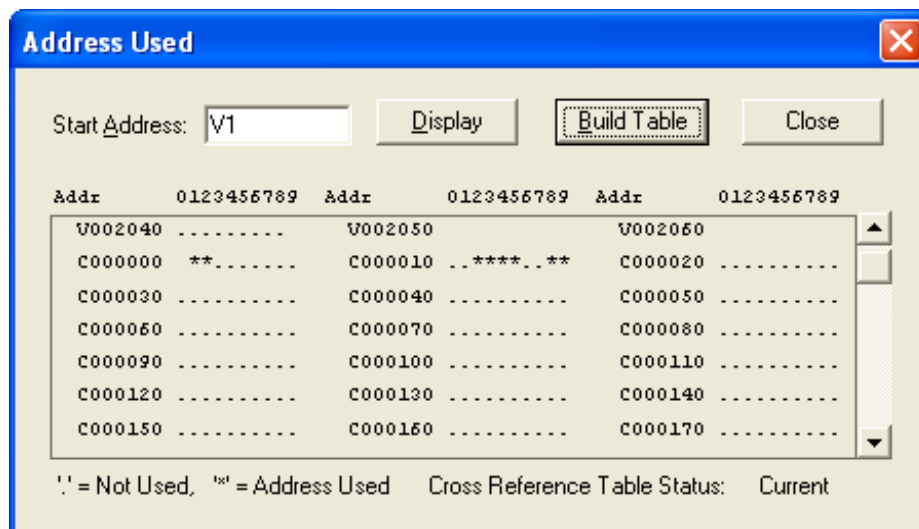 Address Used
Start Address: V1 Display Build Table Close
Addr 0123456789 Addr 0123456789 Addr 0123456789
V002040 ......... V002050 V002060
C000000 **....... C000010 ..****..** C000020 ..........
C000030 .......... C000040 .......... C000050 ..........
C000060 .......... C000070 .......... C000080 ..........
C000090 .......... C000100 .......... C000110 ..........
C000120 .......... C000130 .......... C000140 ..........
C000150 .......... C000160 .......... C000170 ..........
'.' = Not Used, '*' = Address Used Cross Reference Table Status: Current